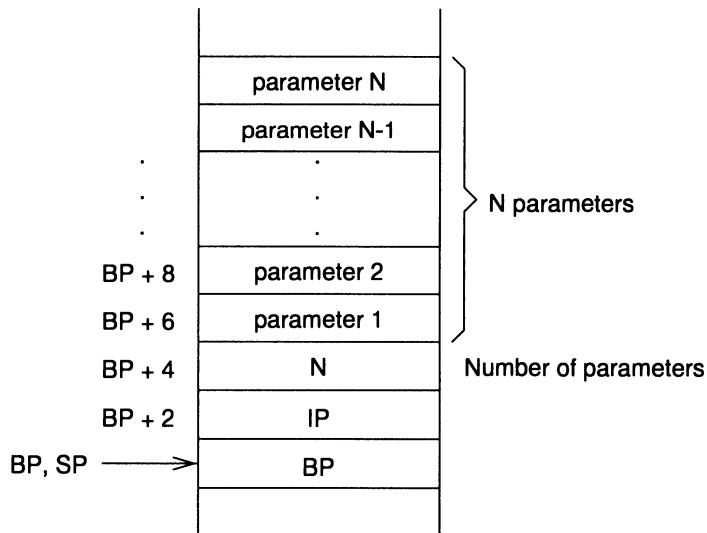 parameter N
parameter N-1
. .
. . N parameters
. .
BP + 8 parameter 2
BP + 6 parameter 1
BP + 4 N Number of parameters
BP + 2 IP
BP, SP BP